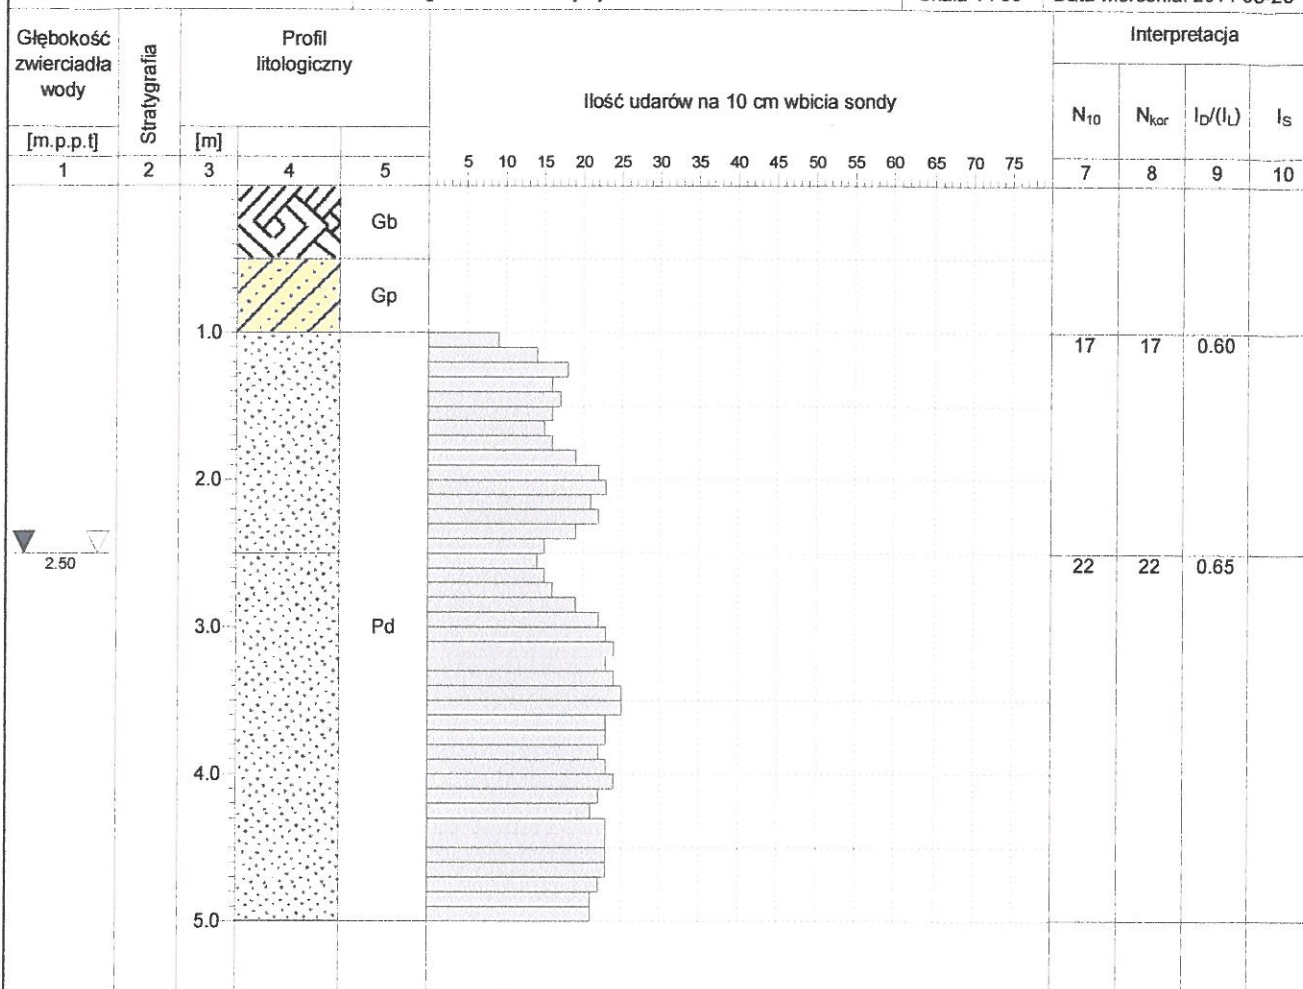 Głębokość
zwierciadła
wody
[m.p.p.t]
1
Stratygrafia
2
Profil
litologiczny
[m]
3 4 5
Ilość udarów na 10 cm wbicia sondy
5 10 15 20 25 30 35 40 45 50 55 60 65 70 75
Interpretacja
N10 Nkor ID/(IL) IS
7 8 9 10
Gb
Gp
1.0
17 17 0.60
2.0
2.50
22 22 0.65
3.0
Pd
4.0
5.0